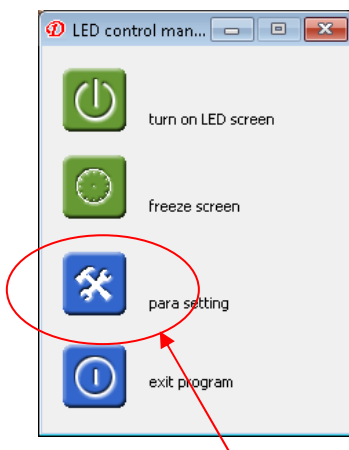 LED control man...
turn on LED screen
freeze screen
para setting
exit program